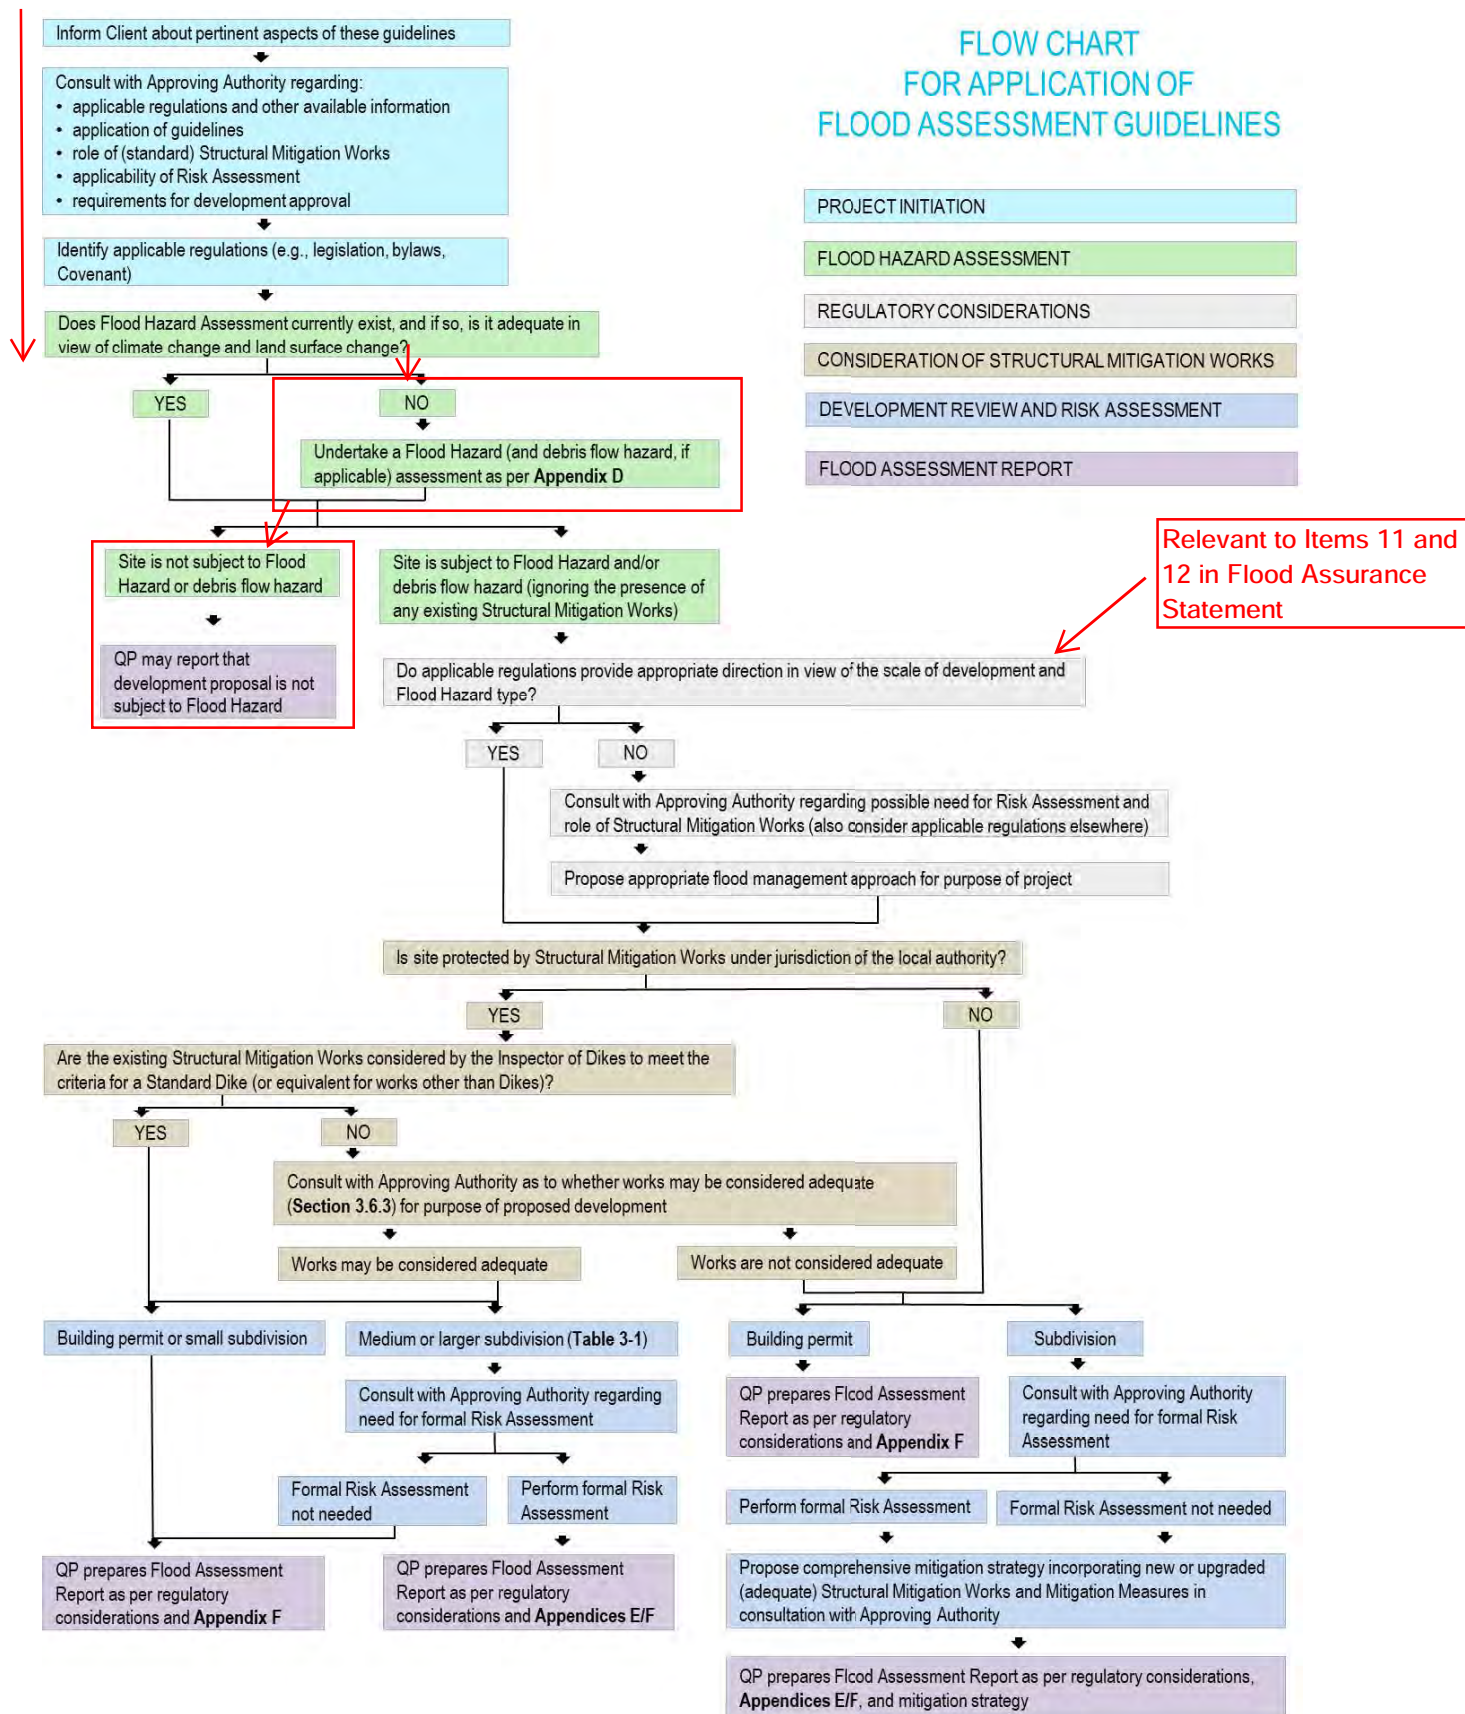 FLOW CHART
FOR APPLICATION OF
FLOOD ASSESSMENT GUIDELINES
PROJECT INITIATION
FLOOD HAZARD ASSESSMENT
REGULATORY CONSIDERATIONS
CONSIDERATION OF STRUCTURAL MITIGATION WORKS
DEVELOPMENT REVIEW AND RISK ASSESSMENT
FLOOD ASSESSMENT REPORT
Inform Client about pertinent aspects of these guidelines
Consult with Approving Authority regarding:
• applicable regulations and other available information
• application of guidelines
• role of (standard) Structural Mitigation Works
• applicability of Risk Assessment
• requirements for development approval
Identify applicable regulations (e.g., legislation, bylaws,
Covenant)
Does Flood Hazard Assessment currently exist, and if so, is it adequate in
view of climate change and land surface change?
YES
NO
Undertake a Flood Hazard (and debris flow hazard, if
applicable) assessment as per Appendix D
Site is not subject to Flood
Hazard or debris flow hazard
QP may report that
development proposal is not
subject to Flood Hazard
Site is subject to Flood Hazard and/or
debris flow hazard (ignoring the presence of
any existing Structural Mitigation Works)
Relevant to Items 11 and
12 in Flood Assurance
Statement
Do applicable regulations provide appropriate direction in view of the scale of development and
Flood Hazard type?
YES
NO
Consult with Approving Authority regarding possible need for Risk Assessment and
role of Structural Mitigation Works (also consider applicable regulations elsewhere)
Propose appropriate flood management approach for purpose of project
Is site protected by Structural Mitigation Works under jurisdiction of the local authority?
YES
NO
Are the existing Structural Mitigation Works considered by the Inspector of Dikes to meet the
criteria for a Standard Dike (or equivalent for works other than Dikes)?
YES
NO
Consult with Approving Authority as to whether works may be considered adequate
(Section 3.6.3) for purpose of proposed development
Works may be considered adequate
Works are not considered adequate
Building permit or small subdivision
Medium or larger subdivision (Table 3-1)
Consult with Approving Authority regarding
need for formal Risk Assessment
Formal Risk Assessment
not needed
Perform formal Risk
Assessment
QP prepares Flood Assessment
Report as per regulatory
considerations and Appendix F
QP prepares Flood Assessment
Report as per regulatory
considerations and Appendices E/F
Building permit
Subdivision
QP prepares Flood Assessment
Report as per regulatory
considerations and Appendix F
Consult with Approving Authority
regarding need for formal Risk
Assessment
Perform formal Risk Assessment
Formal Risk Assessment not needed
Propose comprehensive mitigation strategy incorporating new or upgraded
(adequate) Structural Mitigation Works and Mitigation Measures in
consultation with Approving Authority
QP prepares Flood Assessment Report as per regulatory considerations,
Appendices E/F, and mitigation strategy